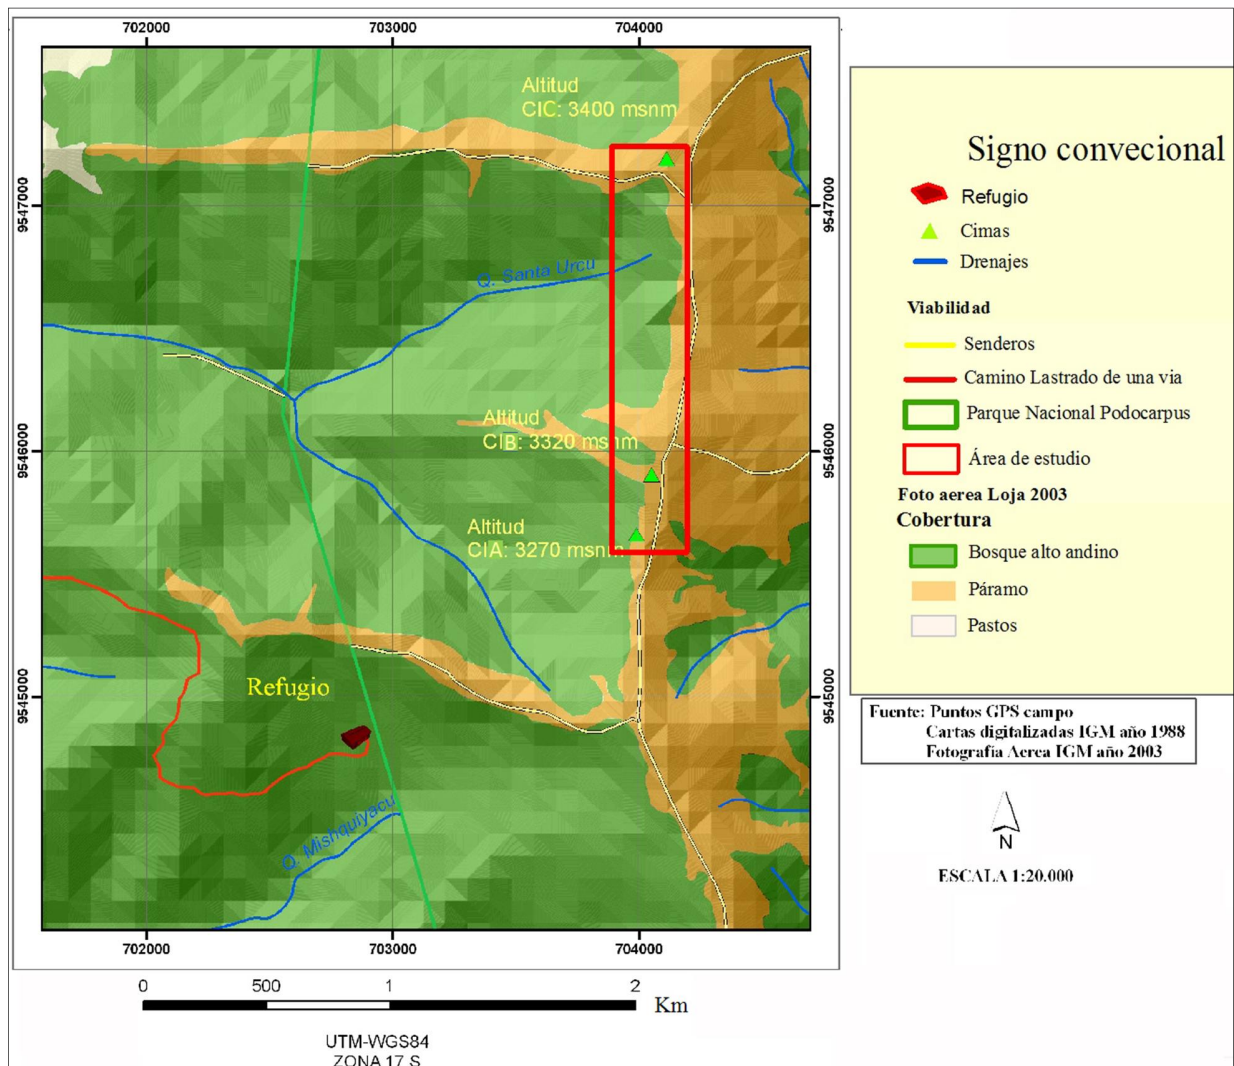 702000 703000 704000
Altitud
CIC: 3400 msnm
9547000
9547000
Q. Santa Urcu
Altitud
CIB: 3320 msnm
9546000
9546000
Altitud
CIA: 3270 msnm
Refugio
9545000
9545000
Q. Mishquiyacu
702000 703000 704000
0 500 1 2
Km
UTM-WGS84
ZONA 17 S
Signo convecional
Refugio
Cimas
Drenajes
Viabilidad
Senderos
Camino Lastrado de una via
Parque Nacional Podocarpus
Área de estudio
Foto aerea Loja 2003
Cobertura
Bosque alto andino
Páramo
Pastos
Fuente: Puntos GPS campo
Cartas digitalizadas IGM año 1988
Fotografía Aerea IGM año 2003
N
ESCALA 1:20.000